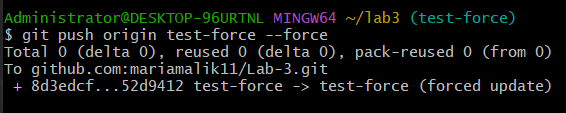 Administrator@DESKTOP-96URTNL MINGW64 ~/lab3 (test-force)
$ git push origin test-force --force
Total 0 (delta 0), reused 0 (delta 0), pack-reused 0 (from 0)
To github.com:mariamalik11/Lab-3.git
 + 8d3edcf...52d9412 test-force -> test-force (forced update)